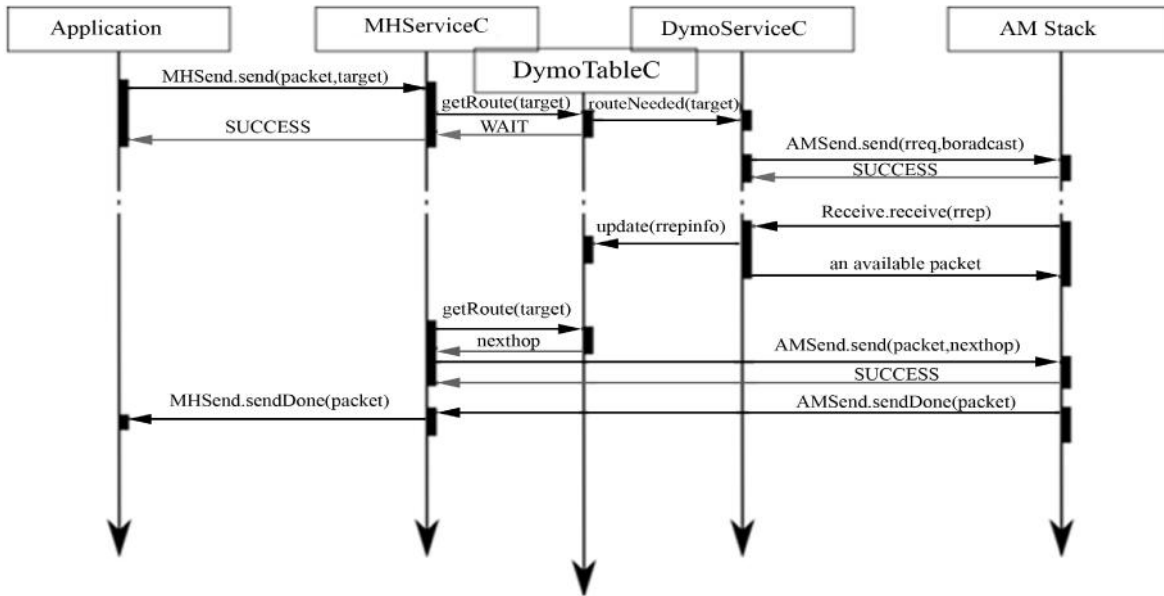 Application
MHServiceC
DymoServiceC
AM Stack
DymoTableC
MHSend.send(packet,target)
getRoute(target)
routeNeeded(target)
SUCCESS
WAIT
AMSend.send(rreq,boradcast)
SUCCESS
Receive.receive(rrep)
update(rrepinfo)
an available packet
getRoute(target)
nexthop
AMSend.send(packet,nexthop)
SUCCESS
MHSend.sendDone(packet)
AMSend.sendDone(packet)